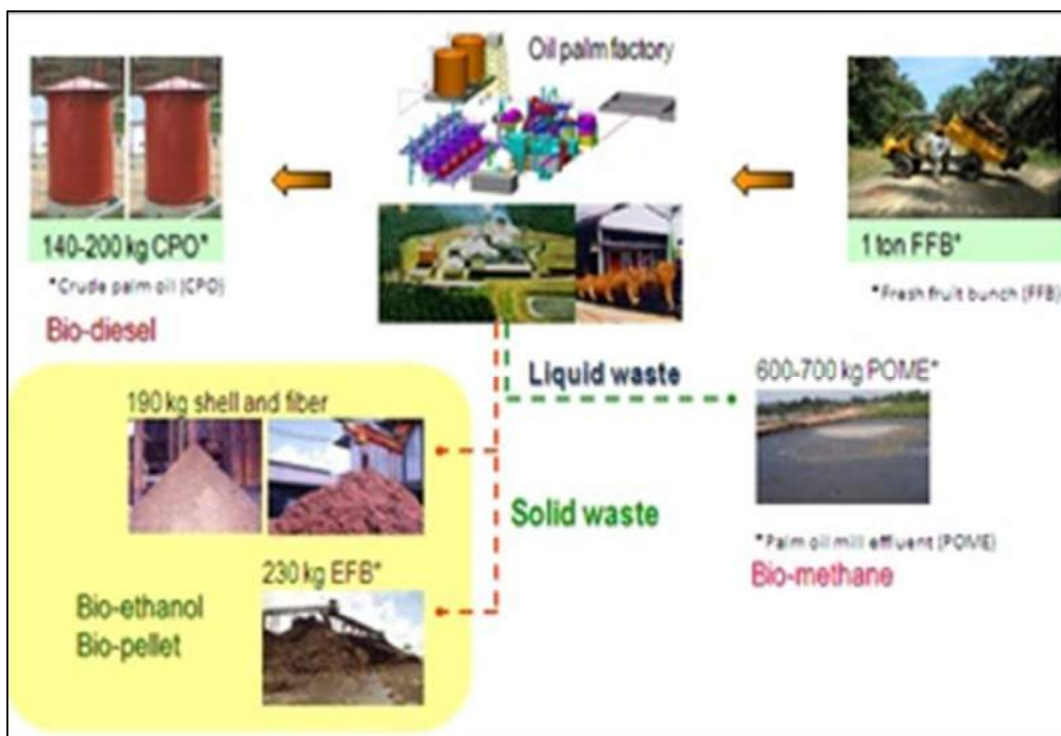 Oil palm factory
140-200 kg CPO*
*Crude palm oil (CPO)
Bio-diesel
1 ton FFB*
*Fresh fruit bunch (FFB)
Liquid waste
600-700 kg POME*
*Palm oil mill effluent (POME)
Bio-methane
190 kg shell and fiber
Solid waste
230 kg EFB*
Bio-ethanol
Bio-pellet